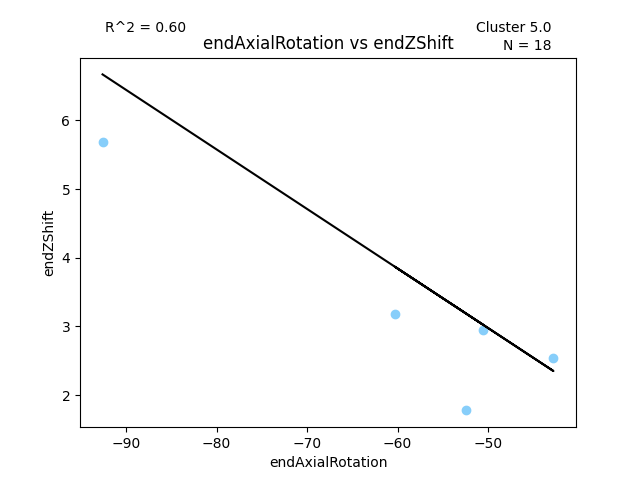 R^2 = 0.60
Cluster 5.0
N = 18
endAxialRotation vs endZShift
6
5
4
3
2
endZShift
−90 −80 −70 −60 −50
endAxialRotation